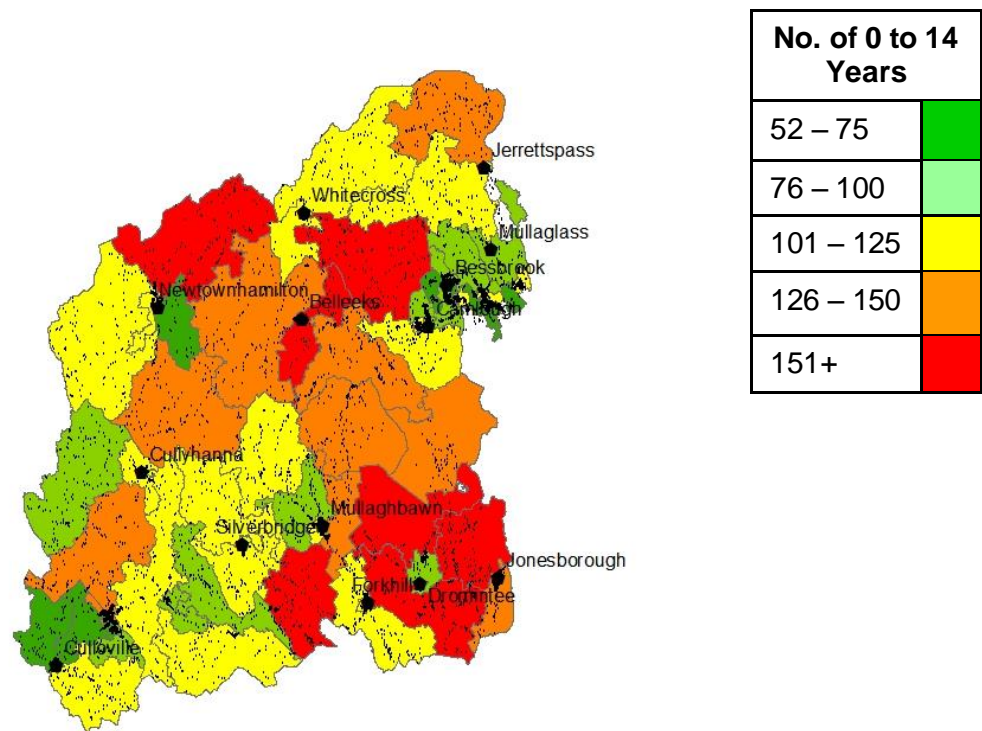 No. of 0 to 14
Years
52 – 75
76 – 100
101 – 125
126 – 150
151+
Jerrettspass
Whitecross
Mullaglass
Bessbrook
Newtownhamilton
Belleeks
Camlough
Cullyhanna
Mullaghbawn
Silverbridge
Jonesborough
Forkhill
Dromintee
Culloville